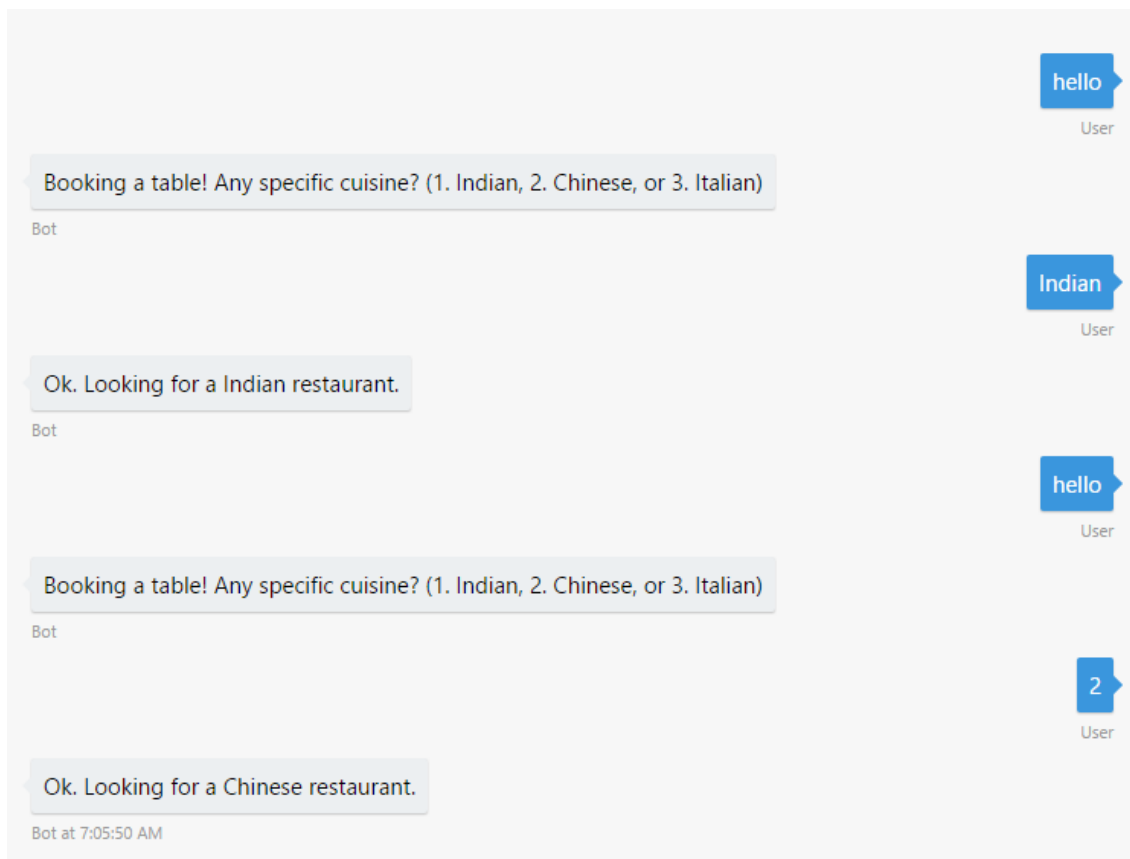 hello
User
Booking a table! Any specific cuisine? (1. Indian, 2. Chinese, or 3. Italian)
Bot
Indian
User
Ok. Looking for a Indian restaurant.
Bot
hello
User
Booking a table! Any specific cuisine? (1. Indian, 2. Chinese, or 3. Italian)
Bot
2
User
Ok. Looking for a Chinese restaurant.
Bot at 7:05:50 AM